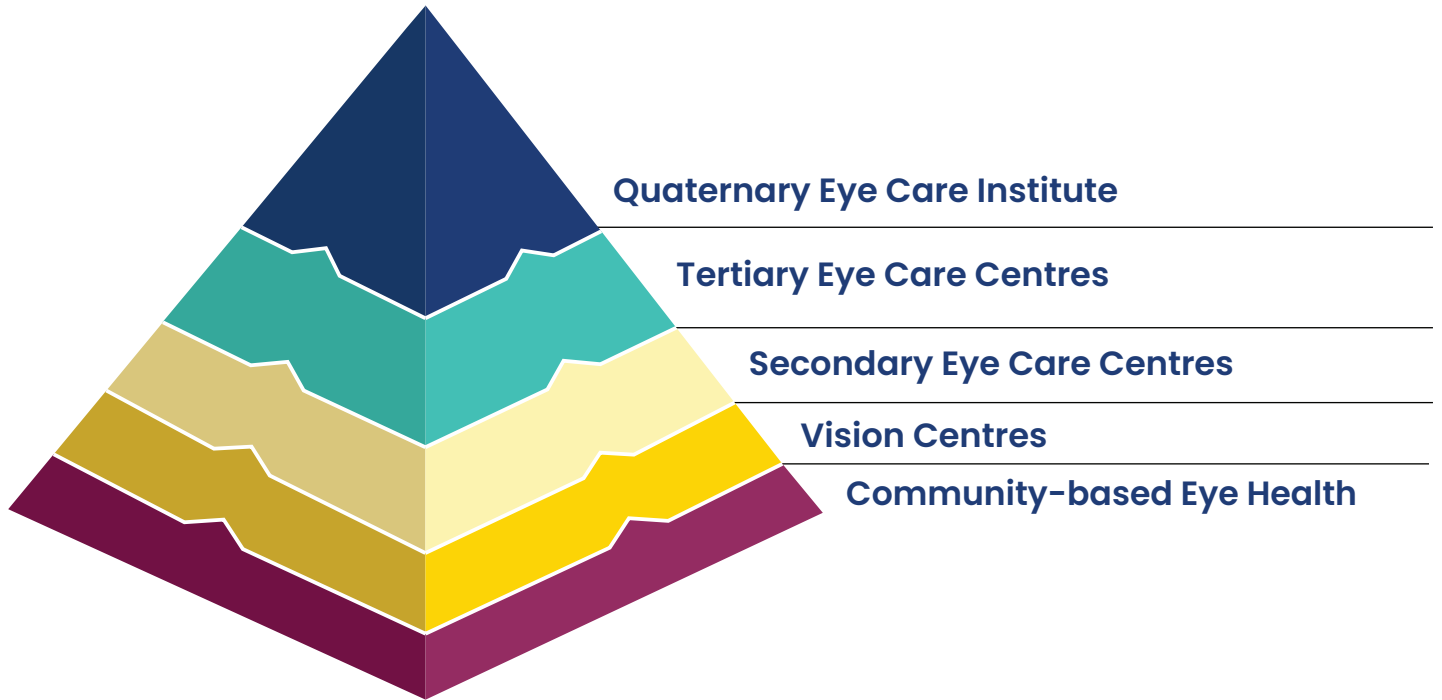 Quaternary Eye Care Institute
Tertiary Eye Care Centres
Secondary Eye Care Centres
Vision Centres
Community-based Eye Health